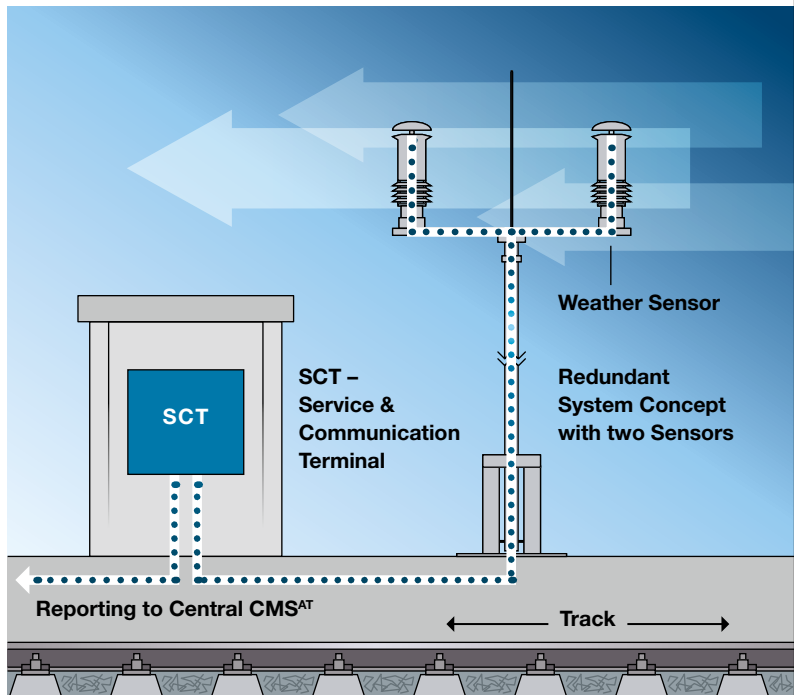 Weather Sensor
SCT –
Service &
Communication
Terminal
Redundant
System Concept
with two Sensors
SCT
Reporting to Central CMSᴬᵀ
Track